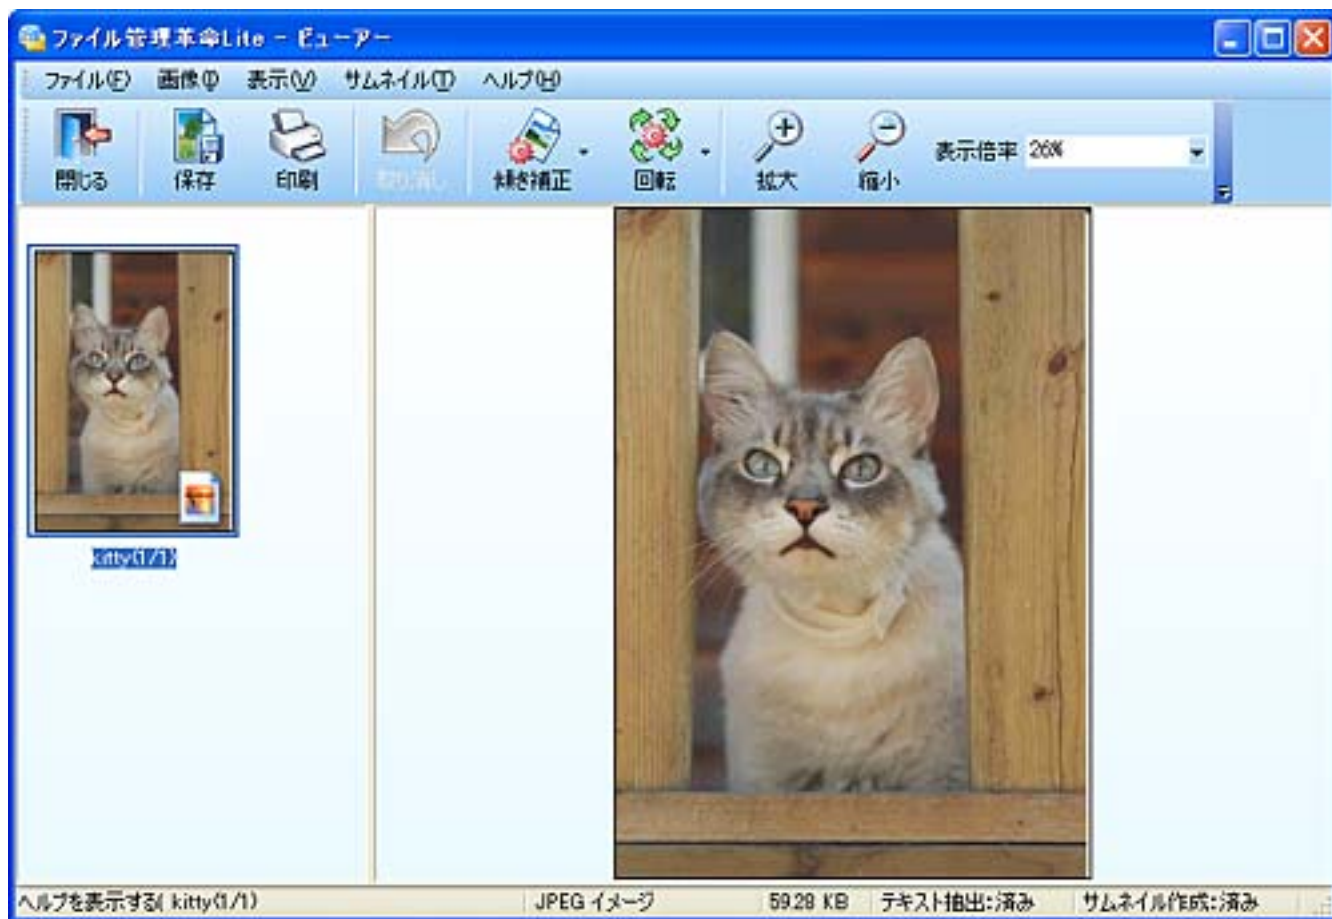 ファイル管理革命Lite - ビューアー
ファイル(F) 画像(I) 表示(V) サムネイル(T) ヘルプ(H)
閉じる 保存 印刷 取り消し 傾き補正 回転 拡大 縮小 表示倍率 26%
kitty(1/1)
ヘルプを表示する( kitty(1/1) JPEG イメージ 59.28 KB テキスト抽出:済み サムネイル作成:済み